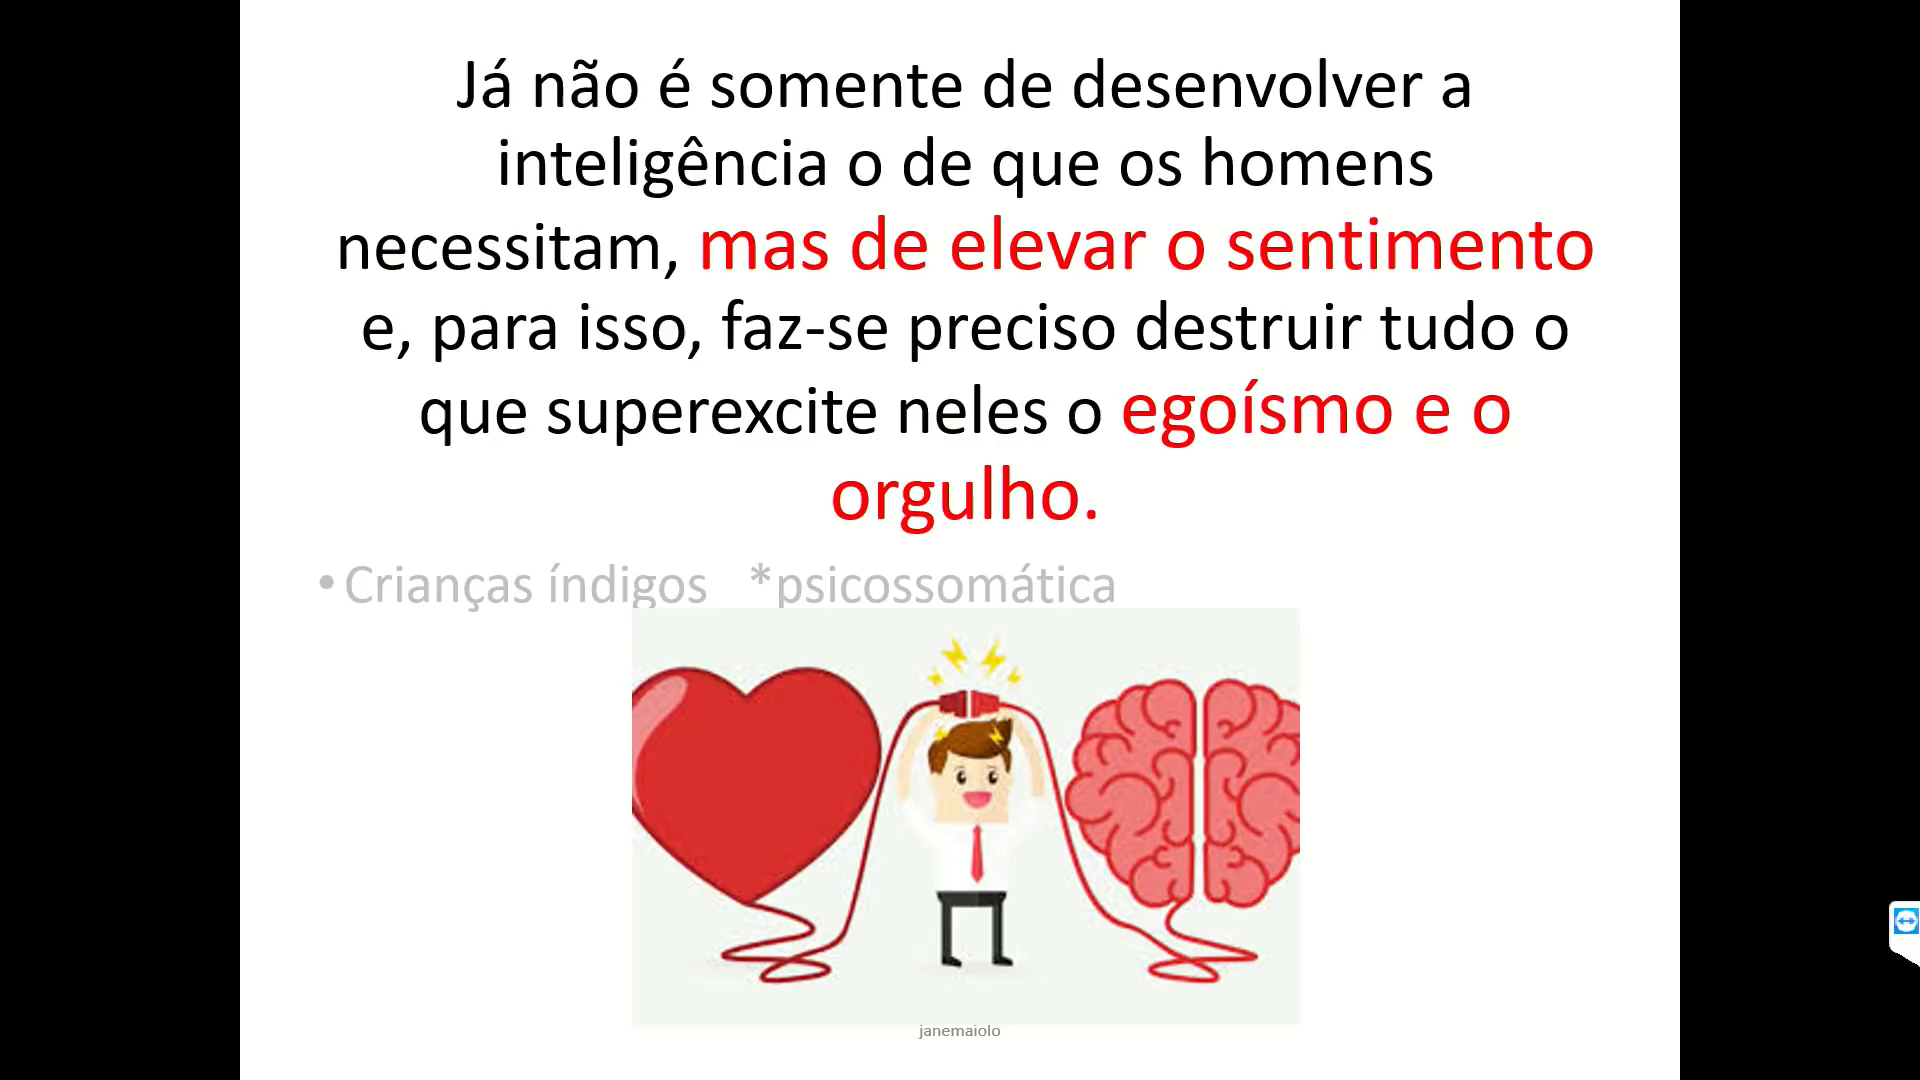 Já não é somente de desenvolver a
inteligência o de que os homens
necessitam, mas de elevar o sentimento
e, para isso, faz-se preciso destruir tudo o
que superexcite neles o egoísmo e o
orgulho.
• Crianças índigos *psicossomática
janemaiolo